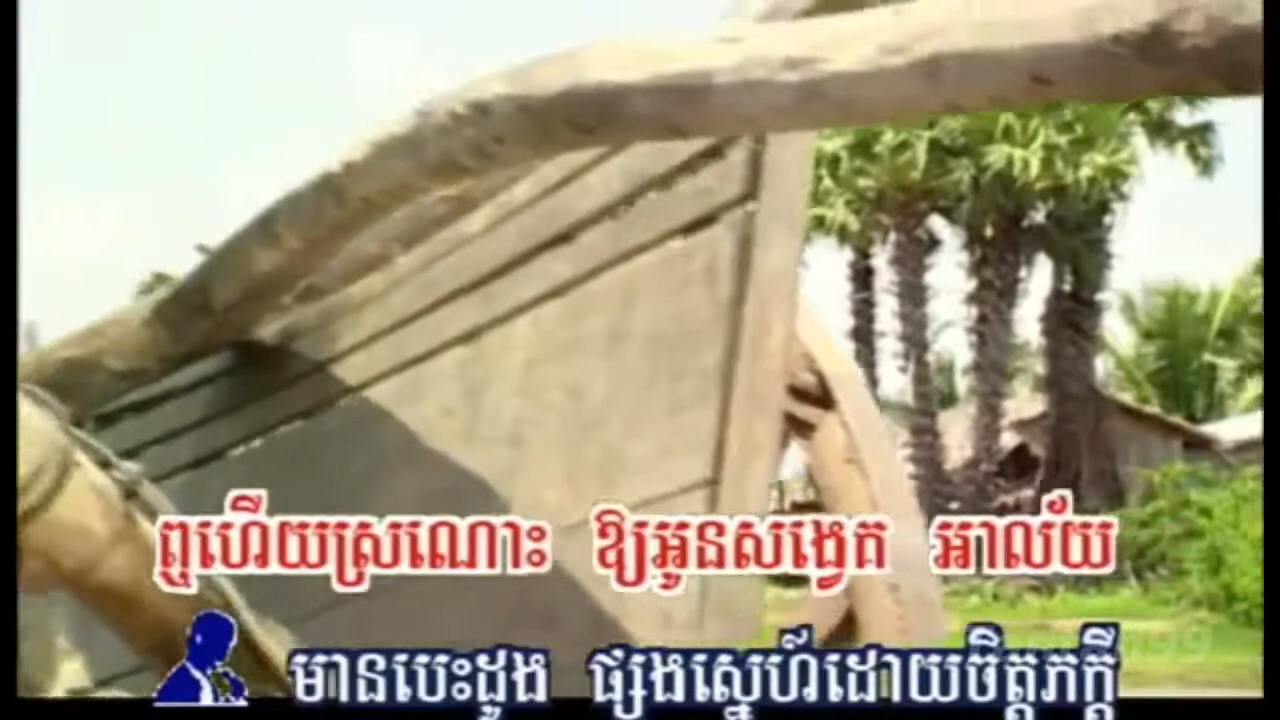 ឮហើយស្រណោះ ឱ្យអូនសង្វេគ អាល័យ
មានបេះដូង ផ្សងស្នេហ៍ដោយចិត្តភក្ដី